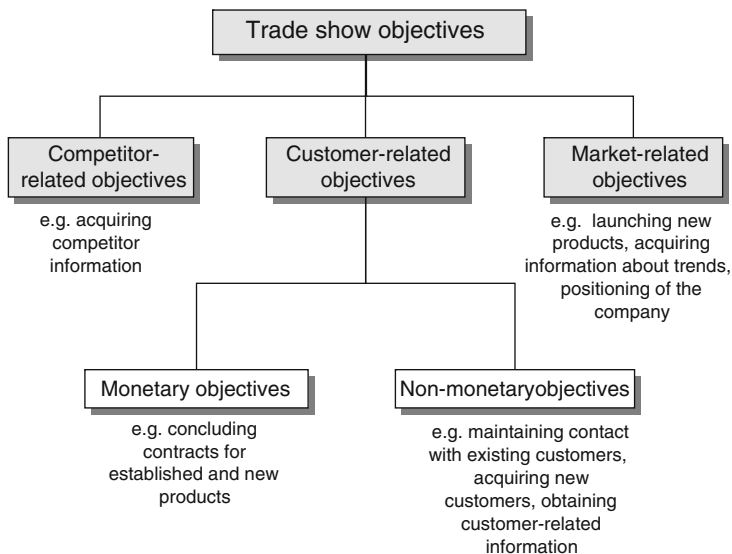 Trade show objectives
Competitor-
related objectives
e.g. acquiring
competitor
information
Customer-related
objectives
Market-related
objectives
e.g. launching new
products, acquiring
information about trends,
positioning of the
company
Monetary objectives
e.g. concluding
contracts for
established and new
products
Non-monetaryobjectives
e.g. maintaining contact
with existing customers,
acquiring new
customers, obtaining
customer-related
information